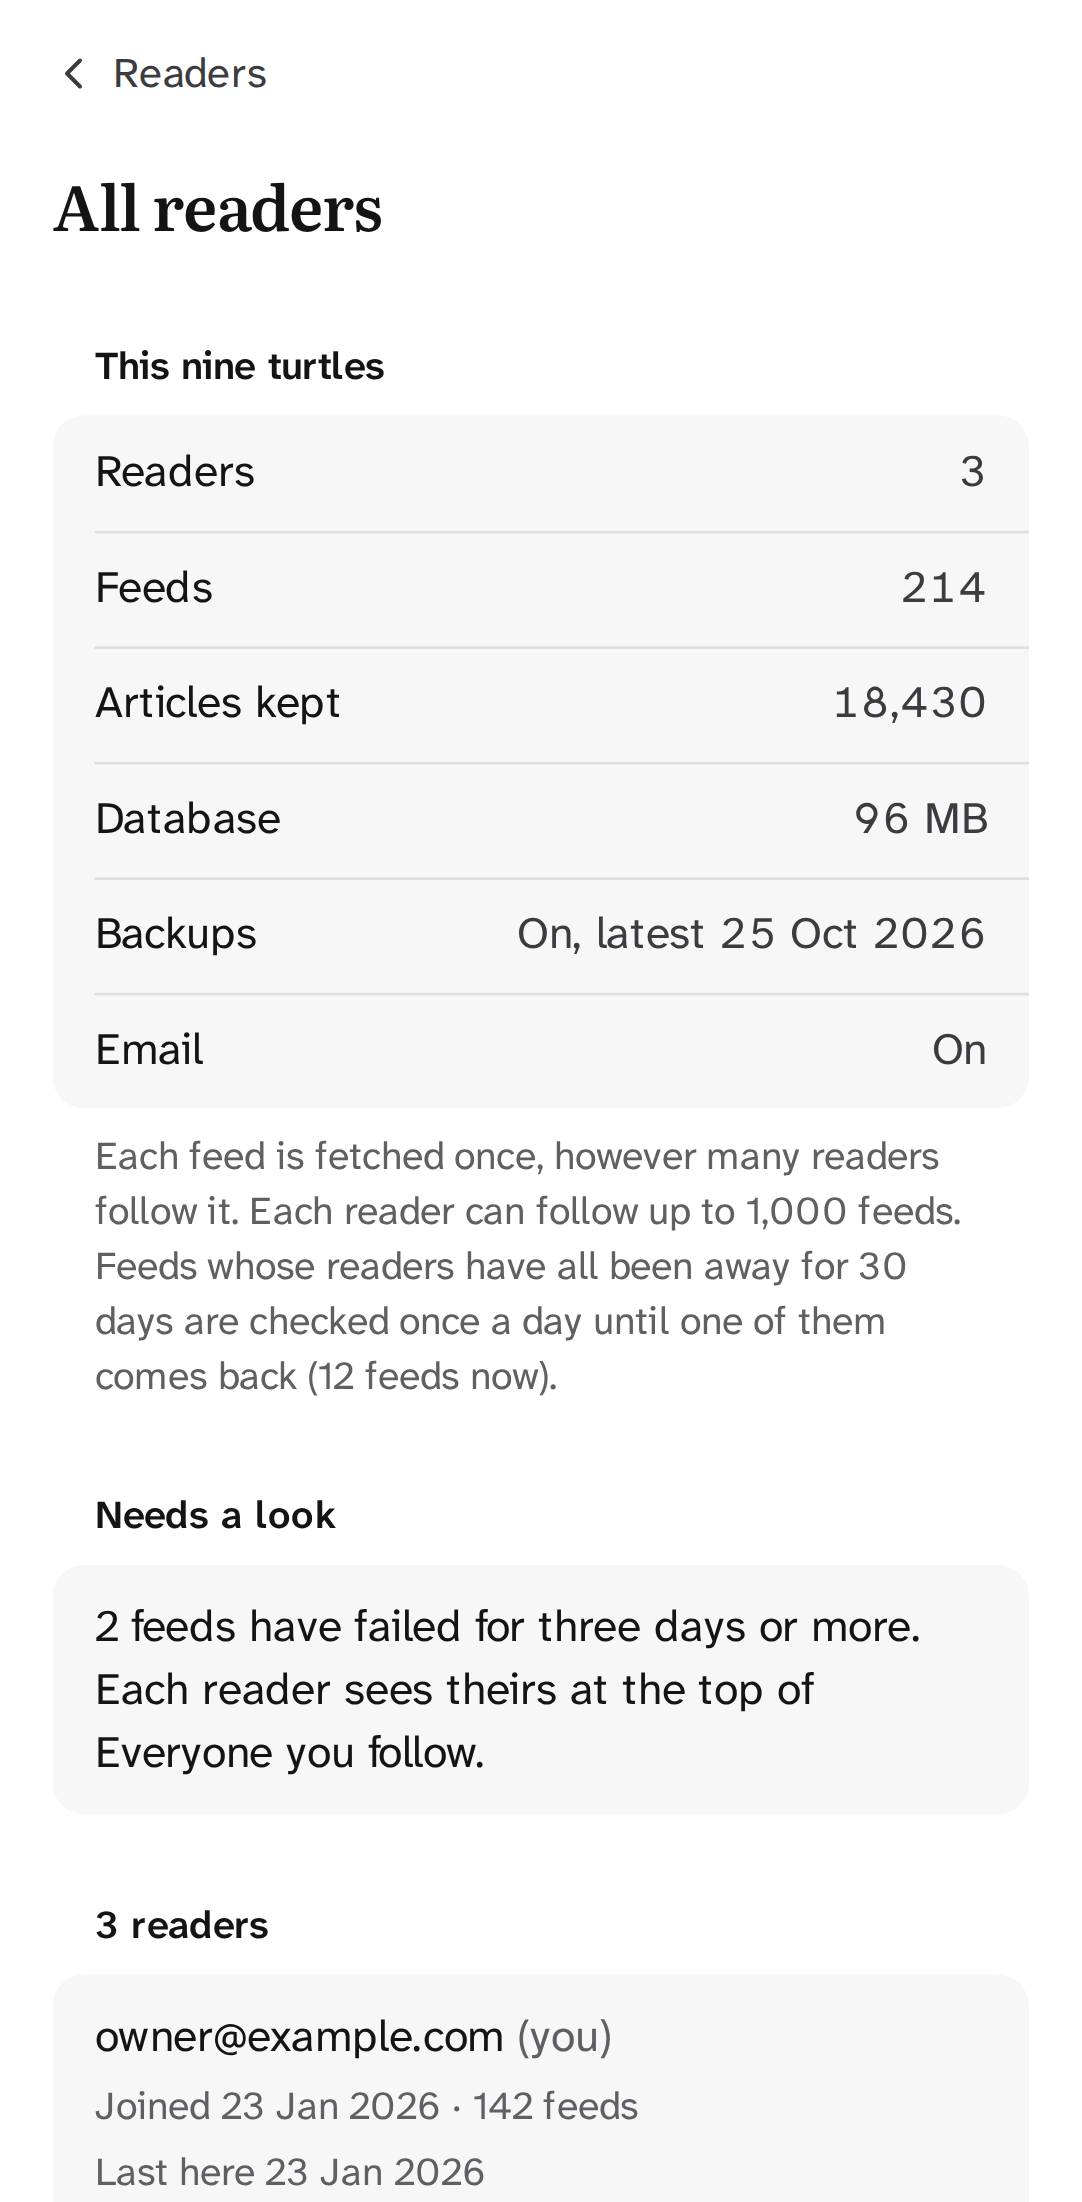 Readers
All readers
This nine turtles
Readers 3
Feeds 214
Articles kept 18,430
Database 96 MB
Backups On, latest 25 Oct 2026
Email On
Each feed is fetched once, however many readers
follow it. Each reader can follow up to 1,000 feeds.
Feeds whose readers have all been away for 30
days are checked once a day until one of them
comes back (12 feeds now).
Needs a look
2 feeds have failed for three days or more.
Each reader sees theirs at the top of
Everyone you follow.
3 readers
owner@example.com (you)
Joined 23 Jan 2026 · 142 feeds
Last here 23 Jan 2026